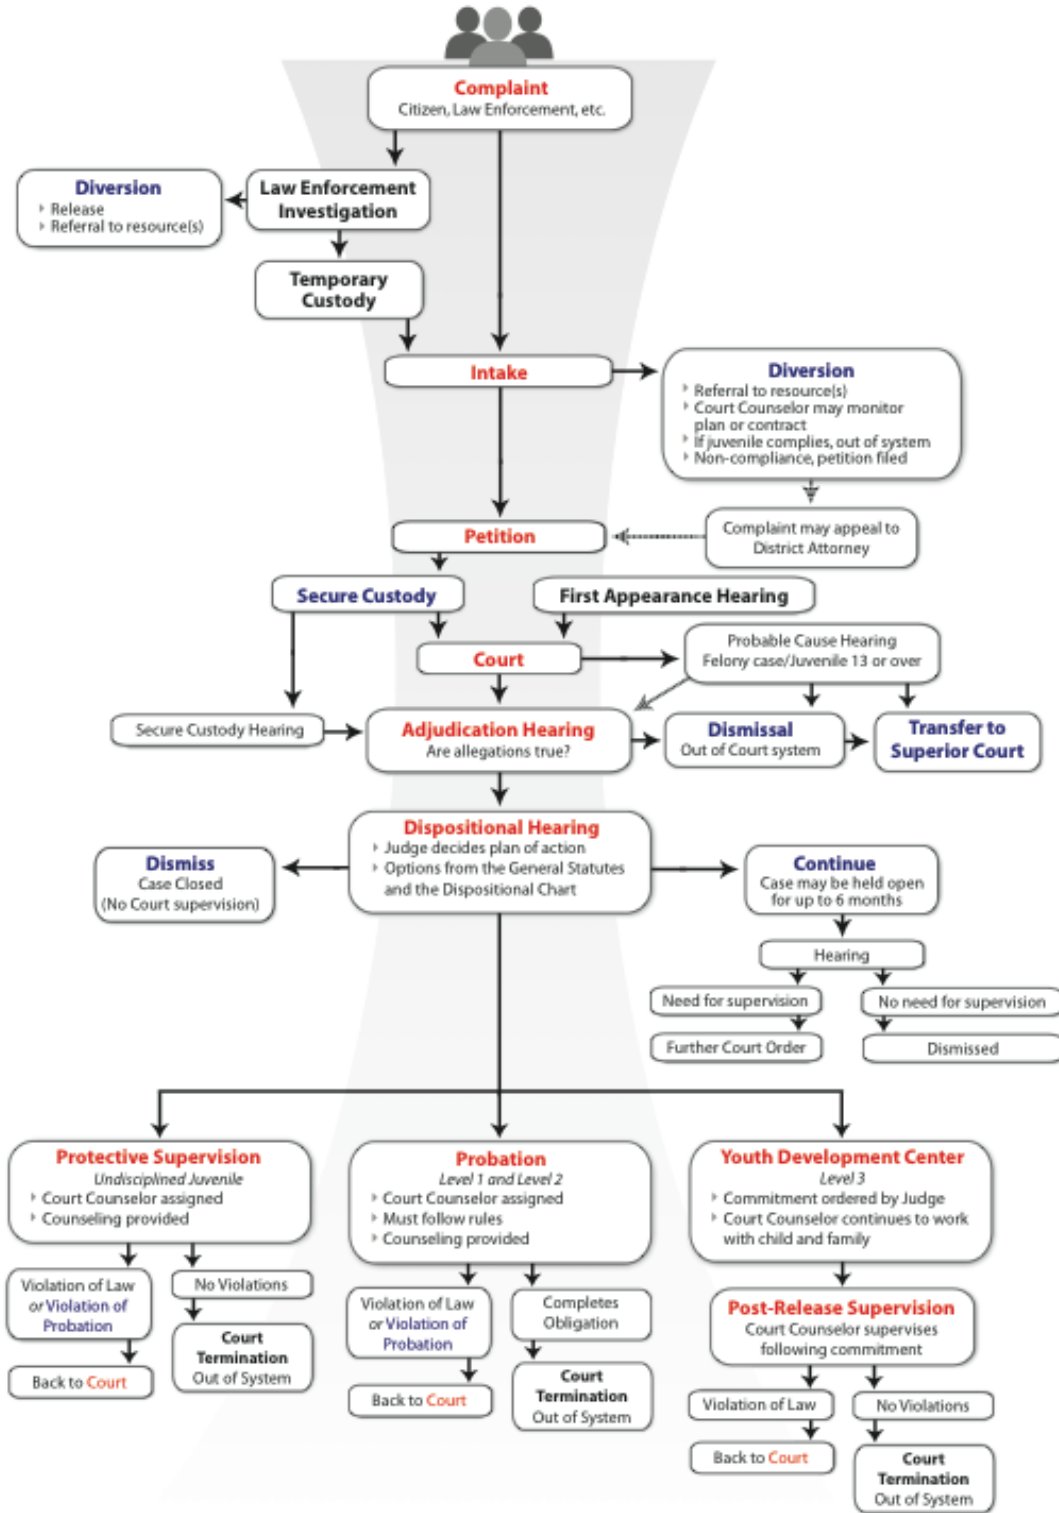 Complaint
Citizen, Law Enforcement, etc.
Diversion
Release
Referral to resource(s)
Law Enforcement
Investigation
Temporary
Custody
Intake
Diversion
Referral to resource(s)
Court Counselor may monitor
plan or contract
If juvenile complies, out of system
Non-compliance, petition filed
Petition
Complaint may appeal to
District Attorney
Secure Custody
First Appearance Hearing
Court
Probable Cause Hearing
Felony case/Juvenile 13 or over
Secure Custody Hearing
Adjudication Hearing
Are allegations true?
Dismissal
Out of Court system
Transfer to
Superior Court
Dispositional Hearing
Judge decides plan of action
Options from the General Statutes
and the Dispositional Chart
Dismiss
Case Closed
(No Court supervision)
Continue
Case may be held open
for up to 6 months
Hearing
Need for supervision
No need for supervision
Further Court Order
Dismissed
Protective Supervision
Undisciplined Juvenile
Court Counselor assigned
Counseling provided
Probation
Level 1 and Level 2
Court Counselor assigned
Must follow rules
Counseling provided
Youth Development Center
Level 3
Commitment ordered by Judge
Court Counselor continues to work
with child and family
Violation of Law
or Violation of
Probation
No Violations
Back to Court
Court
Termination
Out of System
Violation of Law
or Violation of
Probation
Completes
Obligation
Back to Court
Court
Termination
Out of System
Post-Release Supervision
Court Counselor supervises
following commitment
Violation of Law
No Violations
Back to Court
Court
Termination
Out of System